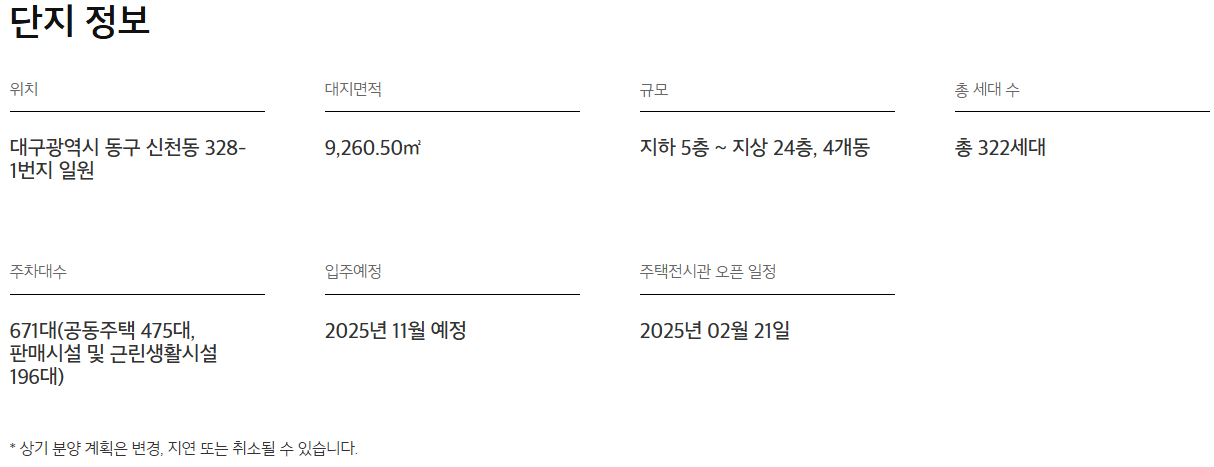 단지 정보
위치
대구광역시 동구 신천동 328-
1번지 일원
대지면적
9,260.50㎡
규모
지하 5층 ~ 지상 24층, 4개동
총 세대 수
총 322세대
주차대수
671대(공동주택 475대,
판매시설 및 근린생활시설
196대)
입주예정
2025년 11월 예정
주택전시관 오픈 일정
2025년 02월 21일
* 상기 분양 계획은 변경, 지연 또는 취소될 수 있습니다.